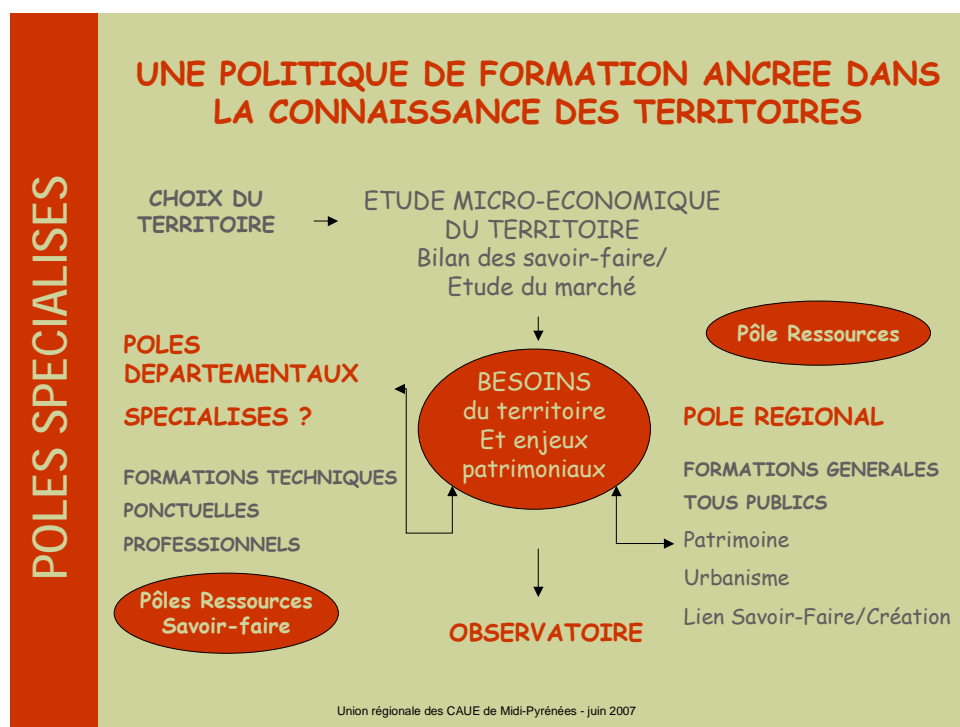 POLES SPECIALISES
UNE POLITIQUE DE FORMATION ANCREE DANS
LA CONNAISSANCE DES TERRITOIRES
CHOIX DU
TERRITOIRE
ETUDE MICRO-ECONOMIQUE
DU TERRITOIRE
Bilan des savoir-faire/
Etude du marché
Pôle Ressources
POLES
DEPARTEMENTAUX
SPECIALISES ?
FORMATIONS TECHNIQUES
PONCTUELLES
PROFESSIONNELS
Pôles Ressources
Savoir-faire
BESOINS
du territoire
Et enjeux
patrimoniaux
OBSERVATOIRE
POLE REGIONAL
FORMATIONS GENERALES
TOUS PUBLICS
Patrimoine
Urbanisme
Lien Savoir-Faire/Création
Union régionale des CAUE de Midi-Pyrénées - juin 2007